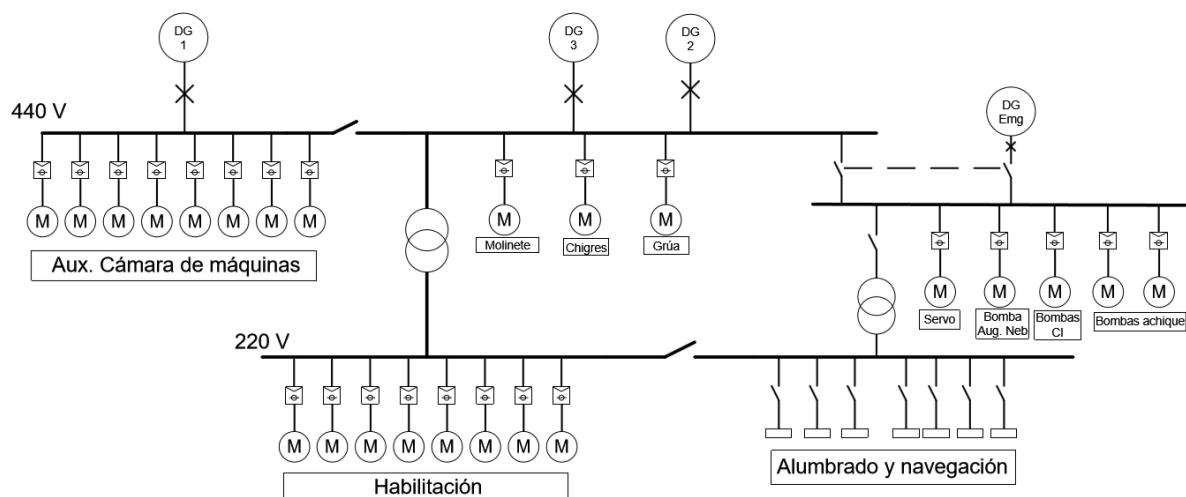 DG
1
DG
3
DG
2
440 V
DG
Emg
M
M
M
M
M
M
M
M
Aux. Cámara de máquinas
M
Molinete
M
Chigres
M
Grúa
M
Servo
M
Bomba
Aug. Neb
M
Bombas
CI
M
M
Bombas achique
220 V
M
M
M
M
M
M
M
M
Habilitación
Alumbrado y navegación